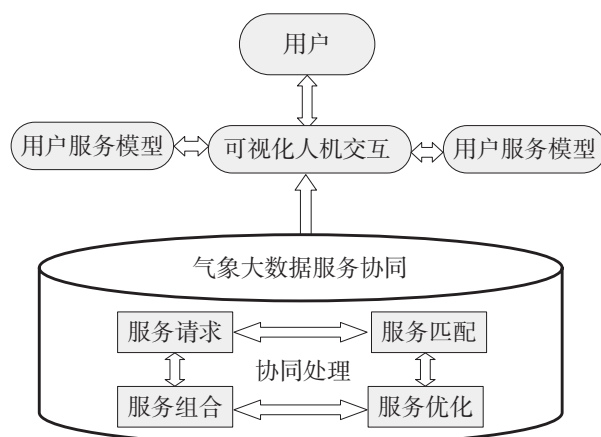 用户
用户服务模型
可视化人机交互
用户服务模型
气象大数据服务协同
服务请求
服务匹配
协同处理
服务组合
服务优化